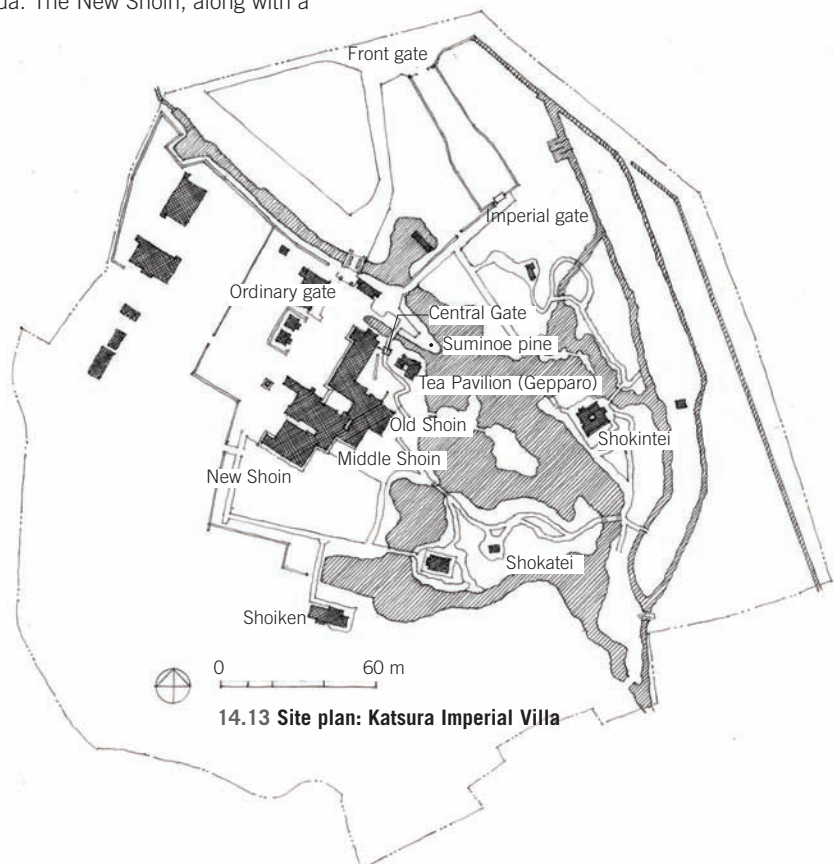 da. The New Shoin, along with a
Front gate
Imperial gate
Ordinary gate
Central Gate
Suminoe pine
Tea Pavilion (Gepparo)
Old Shoin
Shokintei
Middle Shoin
New Shoin
Shokatei
Shoiken
0 60 m
14.13 Site plan: Katsura Imperial Villa